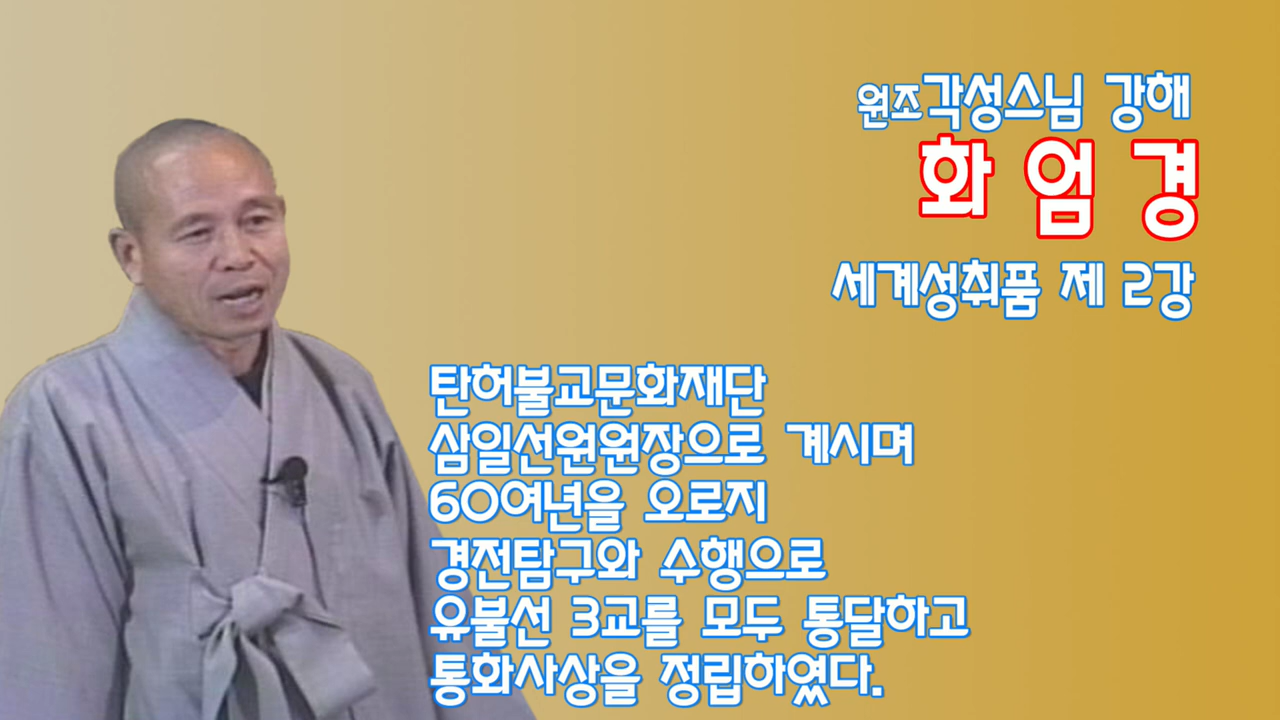 원조각성스님 강해
화엄경
세계성취품 제 2강
탄허불교문화재단
삼일선원원장으로 계시며
60여년을 오로지
경전탐구와 수행으로
유불선 3교를 모두 통달하고
통화사상을 정립하였다.